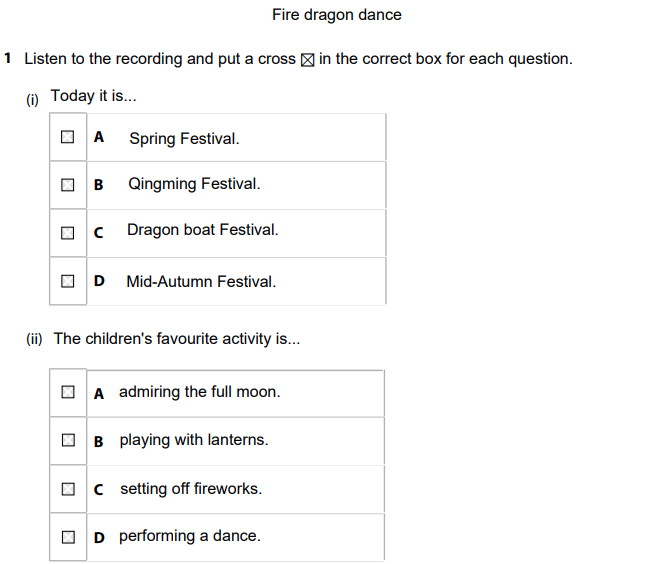 Fire dragon dance
1 Listen to the recording and put a cross ☒ in the correct box for each question.
(i) Today it is...
A Spring Festival.
B Qingming Festival.
C Dragon boat Festival.
D Mid-Autumn Festival.
(ii) The children's favourite activity is...
A admiring the full moon.
B playing with lanterns.
C setting off fireworks.
D performing a dance.